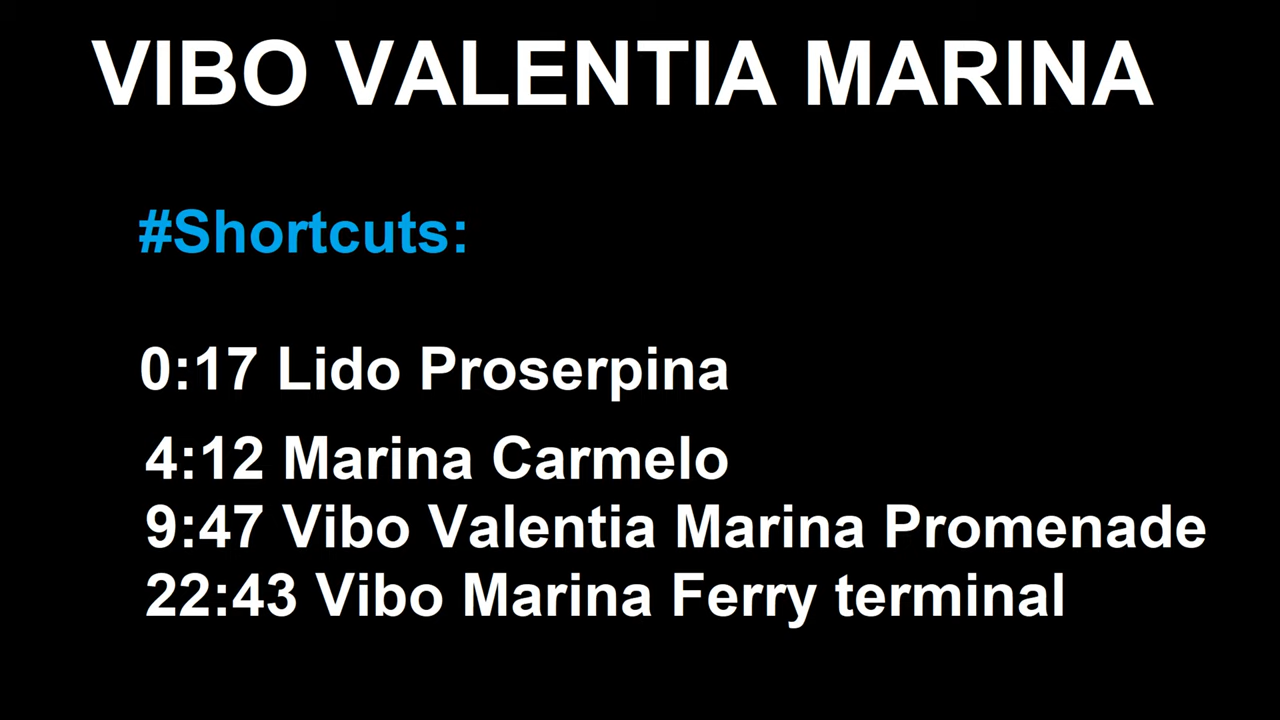 VIBO VALENTIA MARINA
#Shortcuts:
0:17 Lido Proserpina
4:12 Marina Carmelo
9:47 Vibo Valentia Marina Promenade
22:43 Vibo Marina Ferry terminal